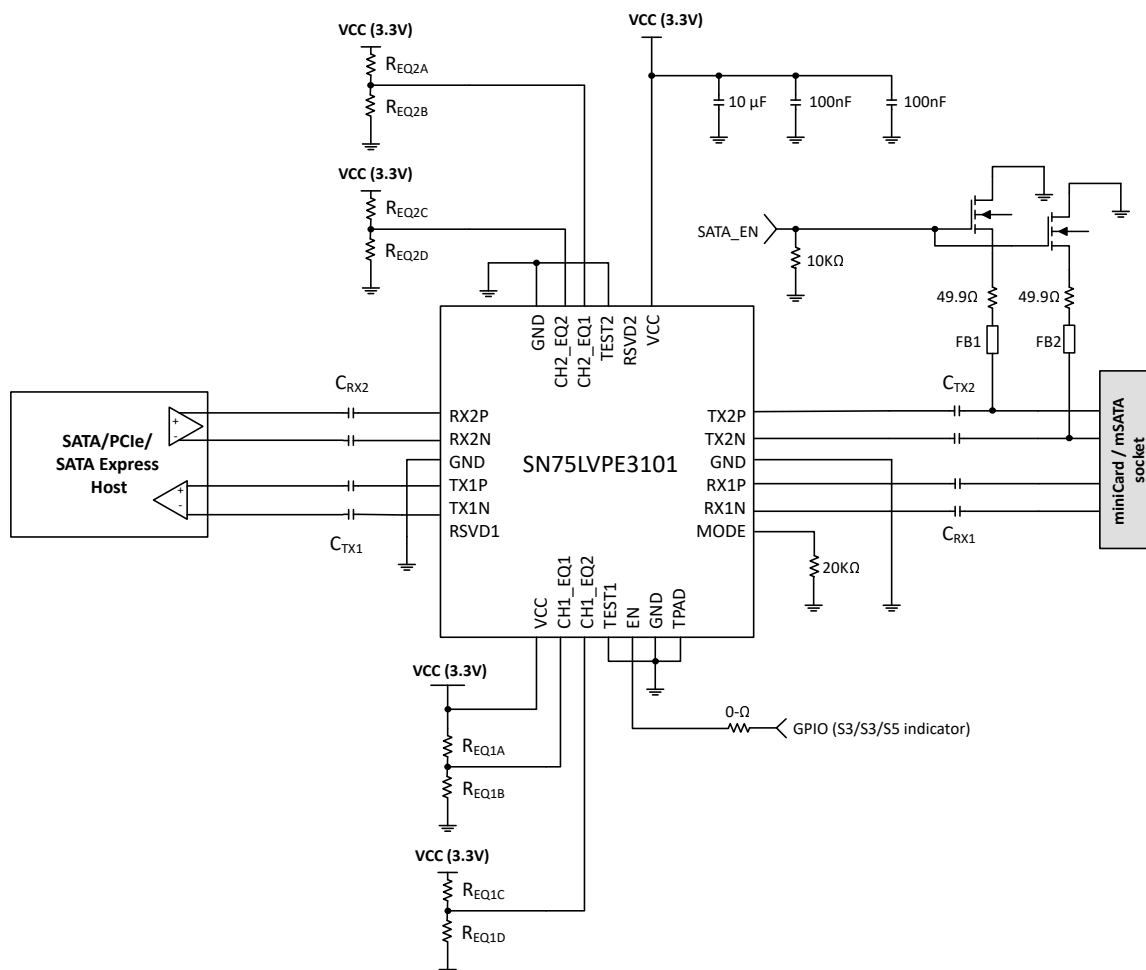 VCC (3.3V)
VCC (3.3V)
REQ2A
REQ2B
10 µF
100nF
100nF
VCC (3.3V)
REQ2C
REQ2D
SATA_EN
10KΩ
49.9Ω
49.9Ω
FB1
FB2
GND
CH2_EQ2
CH2_EQ1
TEST2
RSVD2
VCC
CRX2
CTX2
+
-
SATA/PCIe/
SATA Express
Host
+
-
RX2P
RX2N
GND
TX1P
TX1N
RSVD1
SN75LVPE3101
TX2P
TX2N
GND
RX1P
RX1N
MODE
miniCard / mSATA
socket
CTX1
CRX1
20KΩ
VCC
CH1_EQ1
CH1_EQ2
TEST1
EN
GND
TPAD
VCC (3.3V)
0-Ω
GPIO (S3/S3/S5 indicator)
REQ1A
REQ1B
VCC (3.3V)
REQ1C
REQ1D